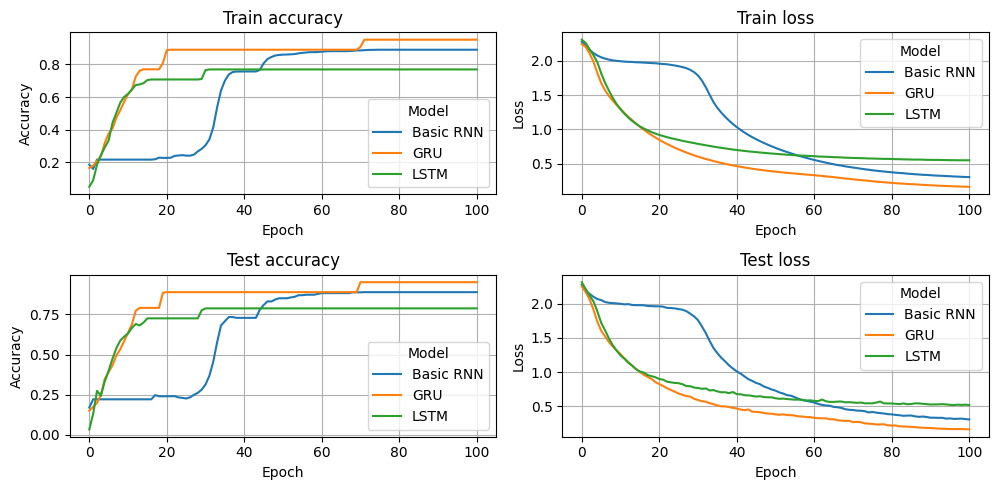 Train accuracy
Accuracy
0.8
0.6
0.4
0.2
0
20
40
60
80
100
Epoch
Model
Basic RNN
GRU
LSTM
Train loss
Loss
2.0
1.5
1.0
0.5
0
20
40
60
80
100
Epoch
Model
Basic RNN
GRU
LSTM
Test accuracy
Accuracy
0.75
0.50
0.25
0.00
0
20
40
60
80
100
Epoch
Model
Basic RNN
GRU
LSTM
Test loss
Loss
2.0
1.5
1.0
0.5
0
20
40
60
80
100
Epoch
Model
Basic RNN
GRU
LSTM